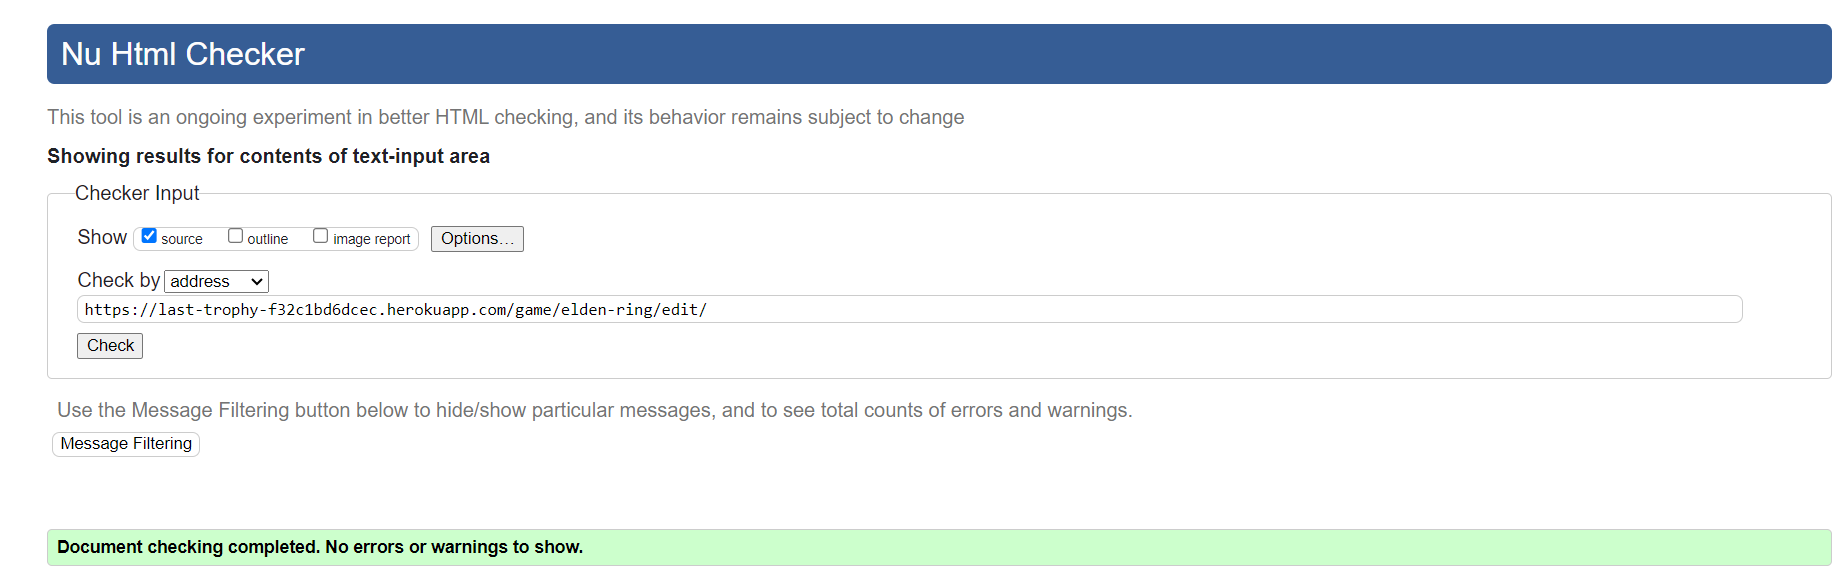 Nu Html Checker
This tool is an ongoing experiment in better HTML checking, and its behavior remains subject to change
Showing results for contents of text-input area
Checker Input
Show source outline image report Options...
Check by address
https://last-trophy-f32c1bd6dcec.herokuapp.com/game/elden-ring/edit/
Check
Use the Message Filtering button below to hide/show particular messages, and to see total counts of errors and warnings.
Message Filtering
Document checking completed. No errors or warnings to show.